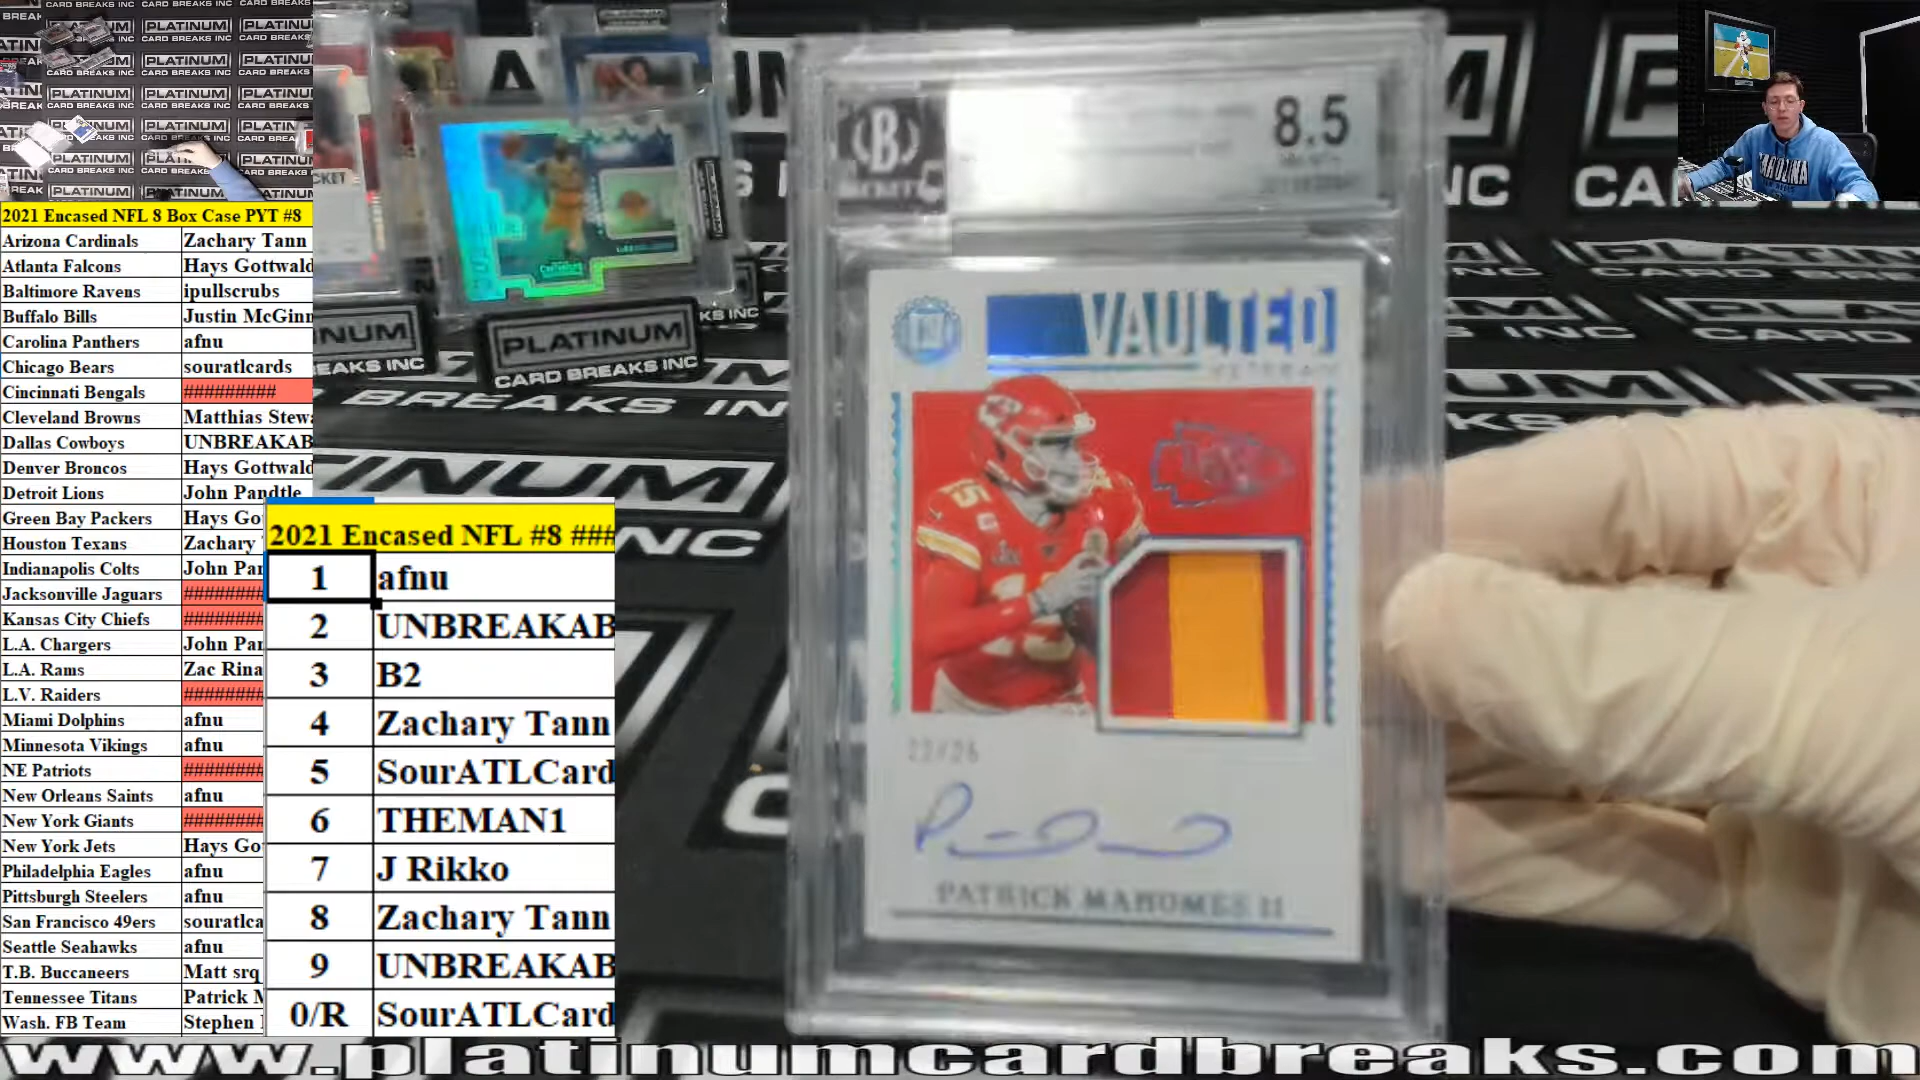 2021 Encased NFL 8 Box Case PYT #8
Arizona Cardinals Zachary Tann
Atlanta Falcons Hays Gottwald
Baltimore Ravens ipullscrubs
Buffalo Bills Justin McGinn
Carolina Panthers afnu
Chicago Bears souratlcards
Cincinnati Bengals #########
Cleveland Browns Matthias Stewa
Dallas Cowboys UNBREAKAB
Denver Broncos Hays Gottwald
Detroit Lions John Pandtle
Green Bay Packers Hays Go
Houston Texans Zachary
Indianapolis Colts John Pan
Jacksonville Jaguars ########
Kansas City Chiefs ########
L.A. Chargers John Pan
L.A. Rams Zac Rina
L.V. Raiders ########
Miami Dolphins afnu
Minnesota Vikings afnu
NE Patriots ########
New Orleans Saints afnu
New York Giants ########
New York Jets Hays Go
Philadelphia Eagles afnu
Pittsburgh Steelers afnu
San Francisco 49ers souratlca
Seattle Seahawks afnu
T.B. Buccaneers Matt srq
Tennessee Titans Patrick M
Wash. FB Team Stephen
2021 Encased NFL #8 ###
1 afnu
2 UNBREAKAB
3 B2
4 Zachary Tann
5 SourATLCard
6 THEMAN1
7 J Rikko
8 Zachary Tann
9 UNBREAKAB
0/R SourATLCard
PLATINUM
CARD BREAKS INC
B
8.5
VAULTED
15
PATRICK MAHOMES II
CAROLINA
www.platinumcardbreaks.com